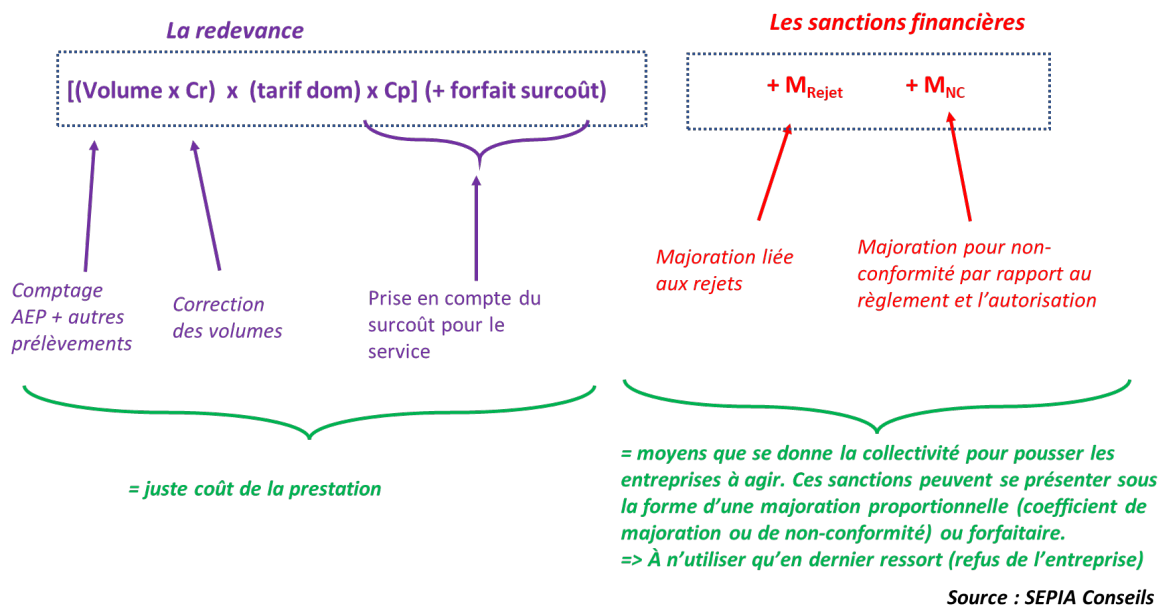 La redevance
Les sanctions financières
[(Volume x Cr) x (tarif dom) x Cp] (+ forfait surcoût)
+ MRejet + MNC
Comptage
AEP + autres
prélèvements
Correction
des volumes
Prise en compte du
surcoût pour le
service
Majoration liée
aux rejets
Majoration pour non-
conformité par rapport au
règlement et l’autorisation
= juste coût de la prestation
= moyens que se donne la collectivité pour pousser les
entreprises à agir. Ces sanctions peuvent se présenter sous
la forme d’une majoration proportionnelle (coefficient de
majoration ou de non-conformité) ou forfaitaire.
=> À n’utiliser qu’en dernier ressort (refus de l’entreprise)
Source : SEPIA Conseils